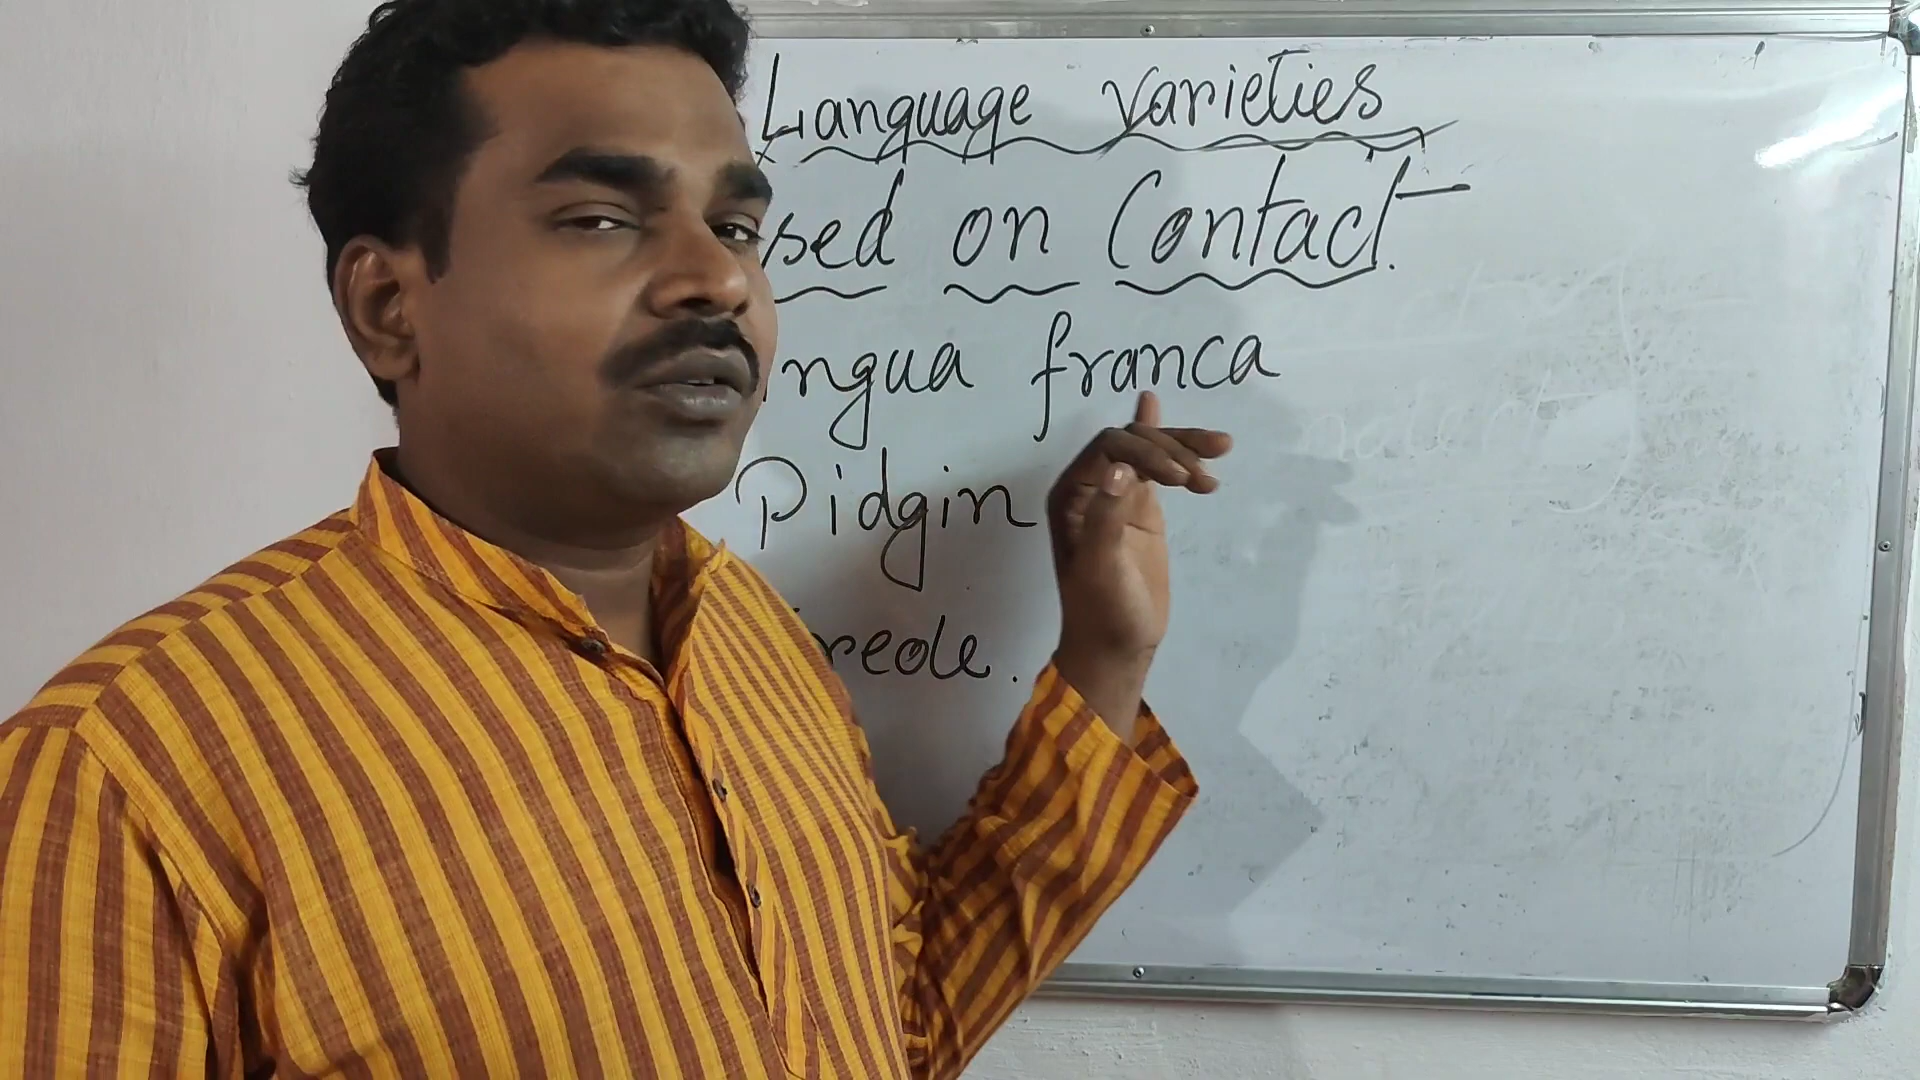 Language varieties
sed on Contact.
ngua franca
Pidgin
reole.